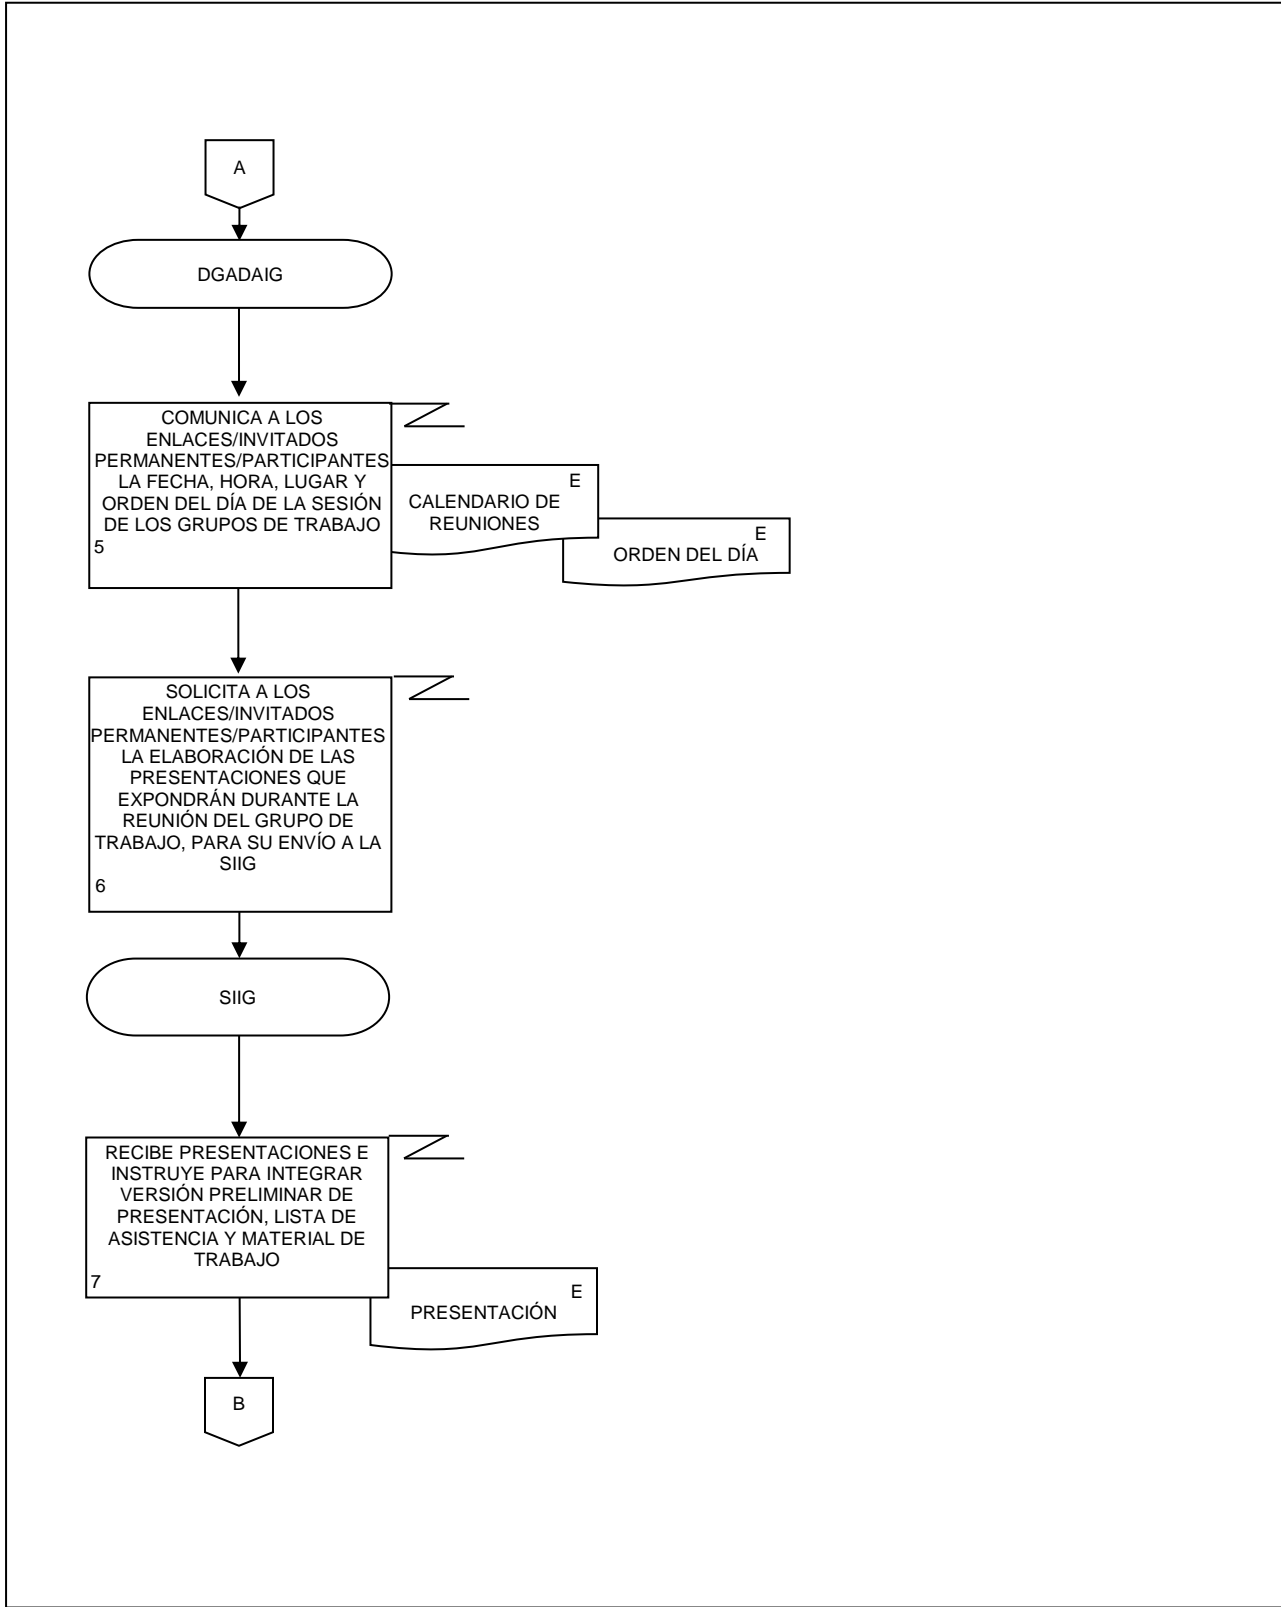 A
DGADAIG
COMUNICA A LOS
ENLACES/INVITADOS
PERMANENTES/PARTICIPANTES
LA FECHA, HORA, LUGAR Y
ORDEN DEL DÍA DE LA SESIÓN
DE LOS GRUPOS DE TRABAJO
5
E
CALENDARIO DE
REUNIONES
E
ORDEN DEL DÍA
SOLICITA A LOS
ENLACES/INVITADOS
PERMANENTES/PARTICIPANTES
LA ELABORACIÓN DE LAS
PRESENTACIONES QUE
EXPONDRÁN DURANTE LA
REUNIÓN DEL GRUPO DE
TRABAJO, PARA SU ENVÍO A LA
SIIG
6
SIIG
RECIBE PRESENTACIONES E
INSTRUYE PARA INTEGRAR
VERSIÓN PRELIMINAR DE
PRESENTACIÓN, LISTA DE
ASISTENCIA Y MATERIAL DE
TRABAJO
7
E
PRESENTACIÓN
B